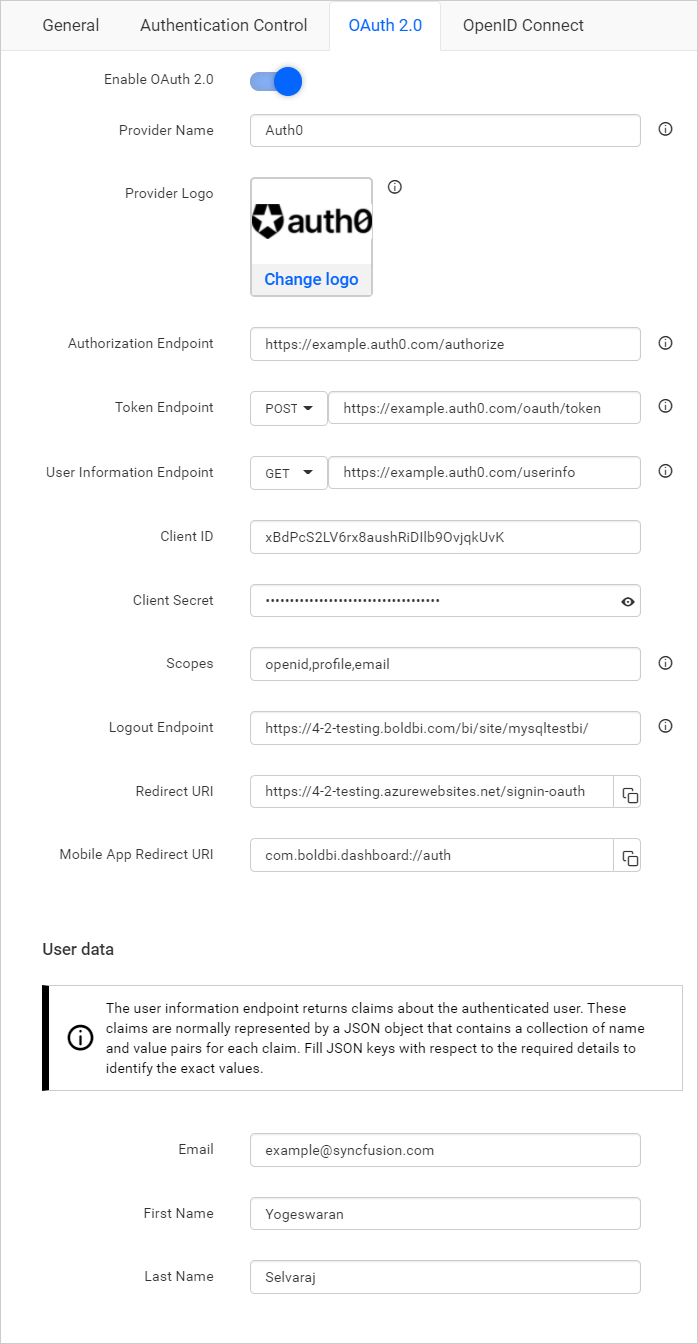 General Authentication Control OAuth 2.0 OpenID Connect
Enable OAuth 2.0
Provider Name Auth0
Provider Logo
auth0
Change logo
Authorization Endpoint https://example.auth0.com/authorize
Token Endpoint POST https://example.auth0.com/oauth/token
User Information Endpoint GET https://example.auth0.com/userinfo
Client ID xBdPcS2LV6rx8aushRiDIlb9OvjqkUvK
Client Secret ••••••••••••••••••••••••••••••••••••
Scopes openid,profile,email
Logout Endpoint https://4-2-testing.boldbi.com/bi/site/mysqltestbi/
Redirect URI https://4-2-testing.azurewebsites.net/signin-oauth
Mobile App Redirect URI com.boldbi.dashboard://auth
User data
The user information endpoint returns claims about the authenticated user. These
claims are normally represented by a JSON object that contains a collection of name
and value pairs for each claim. Fill JSON keys with respect to the required details to
identify the exact values.
Email example@syncfusion.com
First Name Yogeswaran
Last Name Selvaraj